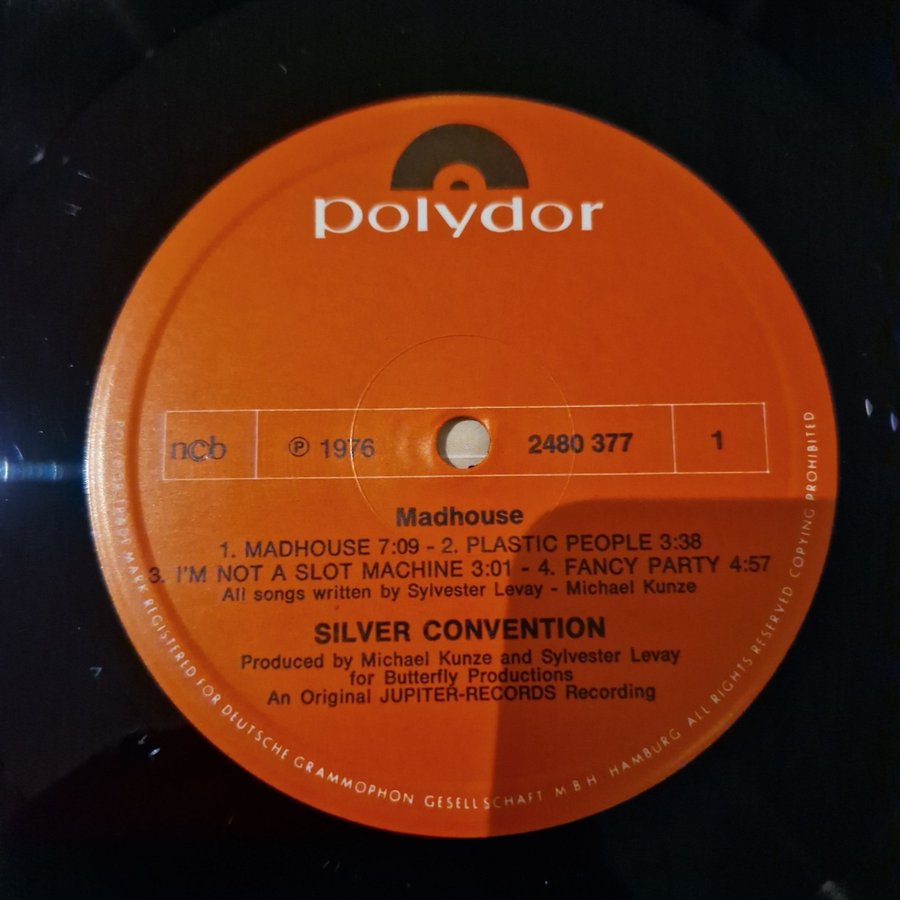 polydor
ncb
℗ 1976
2480 377
1
Madhouse
1. MADHOUSE 7:09 - 2. PLASTIC PEOPLE 3:38
3. I'M NOT A SLOT MACHINE 3:01 - 4. FANCY PARTY 4:57
All songs written by Sylvester Levay - Michael Kunze
SILVER CONVENTION
Produced by Michael Kunze and Sylvester Levay
for Butterfly Productions
An Original JUPITER-RECORDS Recording
MARK REGISTERED FOR DEUTSCHE GRAMMOPHON GESELLSCHAFT M B H HAMBURG ALL RIGHTS RESERVED COPYING PROHIBITED